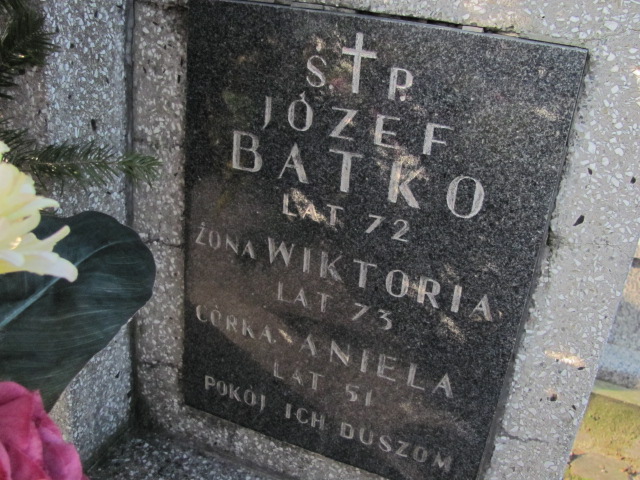 Ś. P.
JÓZEF
BATKO
LAT 72
ŻONA WIKTORIA
LAT 73
CÓRKA ANIELA
LAT 51
POKÓJ ICH DUSZOM